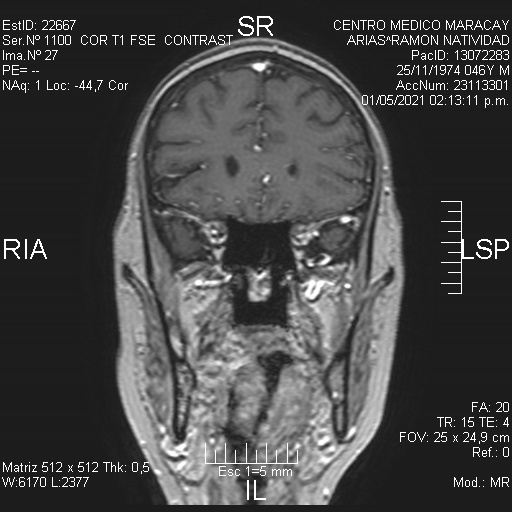 EstID: 22667
Ser.Nº 1100 COR T1 FSE CONTRAST
Ima.Nº 27
PE= --
NAq: 1 Loc: -44,7 Cor
SR
CENTRO MEDICO MARACAY
ARIAS^RAMON NATIVIDAD
PacID: 13072283
25/11/1974 046Y M
AccNum: 23113301
01/05/2021 02:13:11 p.m.
RIA
LSP
Matriz 512 x 512 Thk: 0,5
W:6170 L:2377
Esc 1=5 mm
IL
FA: 20
TR: 15 TE: 4
FOV: 25 x 24,9 cm
Ref.: 0
Mod.: MR